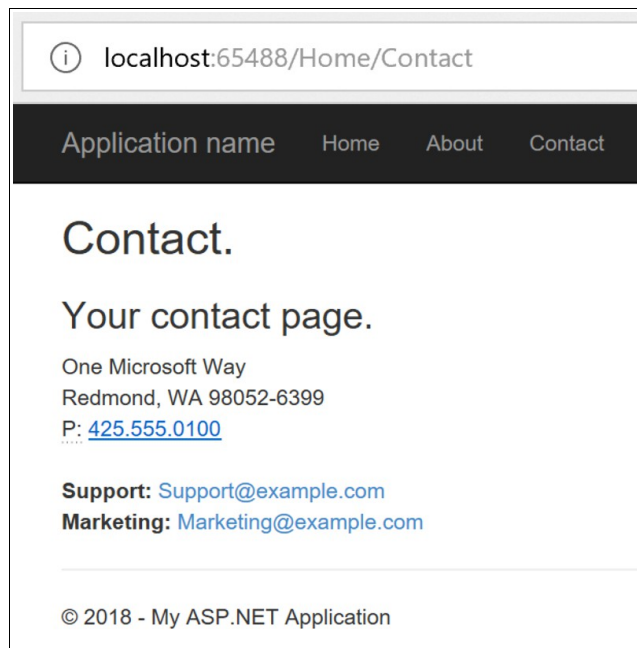 localhost:65488/Home/Contact
Application name Home About Contact
Contact.
Your contact page.
One Microsoft Way
Redmond, WA 98052-6399
P: 425.555.0100
Support: Support@example.com
Marketing: Marketing@example.com
© 2018 - My ASP.NET Application